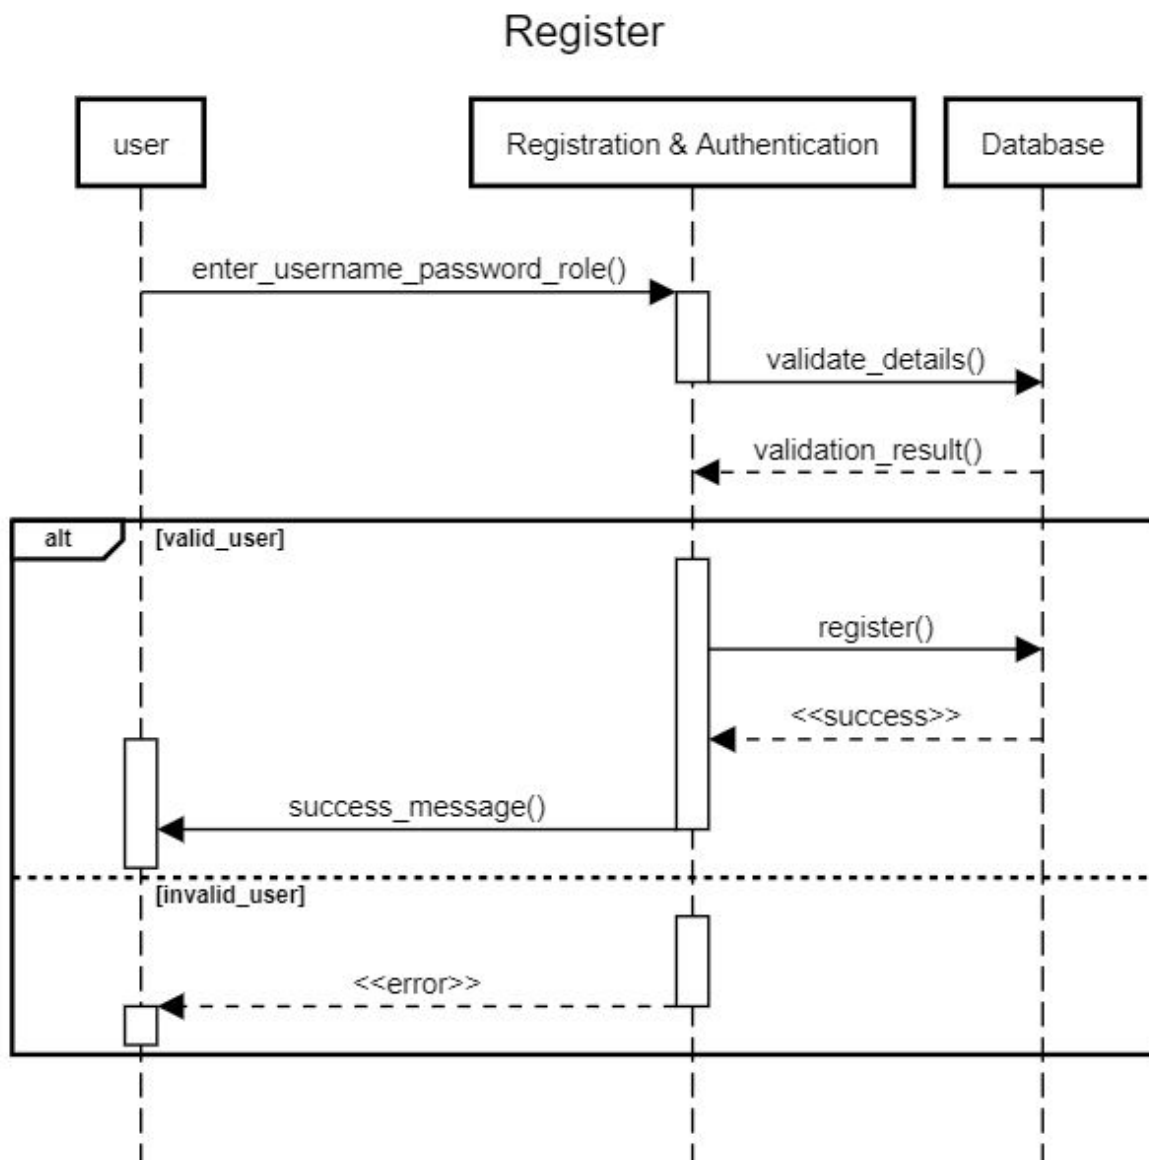 Register
user
Registration & Authentication
Database
enter_username_password_role()
validate_details()
validation_result()
alt
[valid_user]
register()
<<success>>
success_message()
[invalid_user]
<<error>>